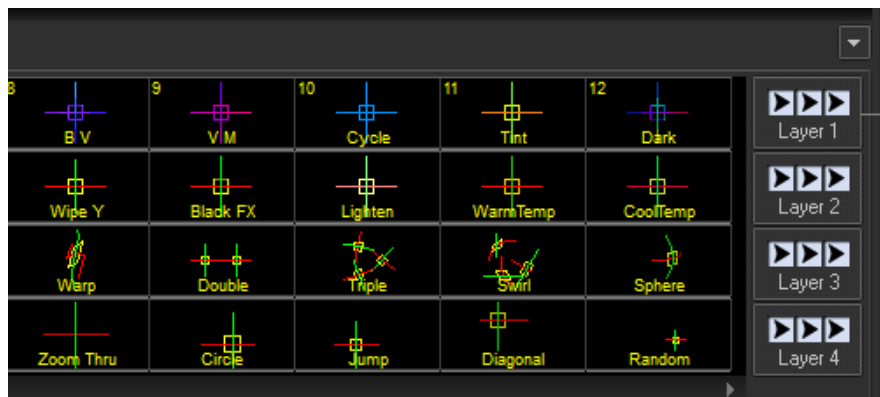 8 9 10 11 12
B V V M Cycle Tint Dark
Layer 1
Wipe Y Black FX Lighten WarmTemp CoolTemp
Layer 2
Warp Double Triple Swirl Sphere
Layer 3
Zoom Thru Circle Jump Diagonal Random
Layer 4